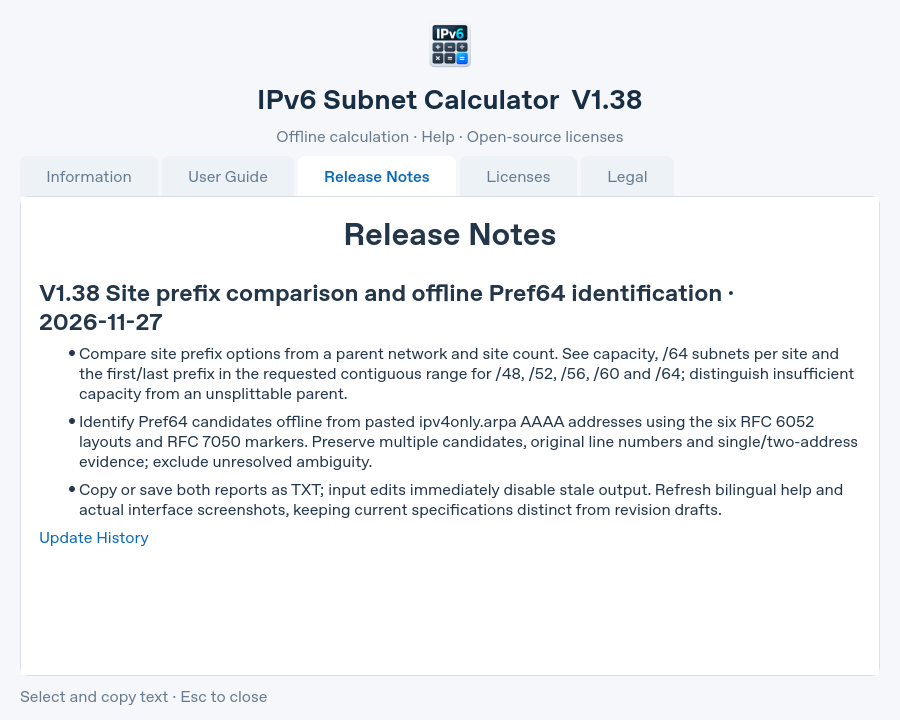 IPv6
IPv6 Subnet Calculator  V1.38
Offline calculation · Help · Open-source licenses
Information
User Guide
Release Notes
Licenses
Legal
Release Notes
V1.38 Site prefix comparison and offline Pref64 identification ·
2026-11-27
• Compare site prefix options from a parent network and site count. See capacity, /64 subnets per site and
the first/last prefix in the requested contiguous range for /48, /52, /56, /60 and /64; distinguish insufficient
capacity from an unsplittable parent.
• Identify Pref64 candidates offline from pasted ipv4only.arpa AAAA addresses using the six RFC 6052
layouts and RFC 7050 markers. Preserve multiple candidates, original line numbers and single/two-address
evidence; exclude unresolved ambiguity.
• Copy or save both reports as TXT; input edits immediately disable stale output. Refresh bilingual help and
actual interface screenshots, keeping current specifications distinct from revision drafts.
Update History
Select and copy text · Esc to close